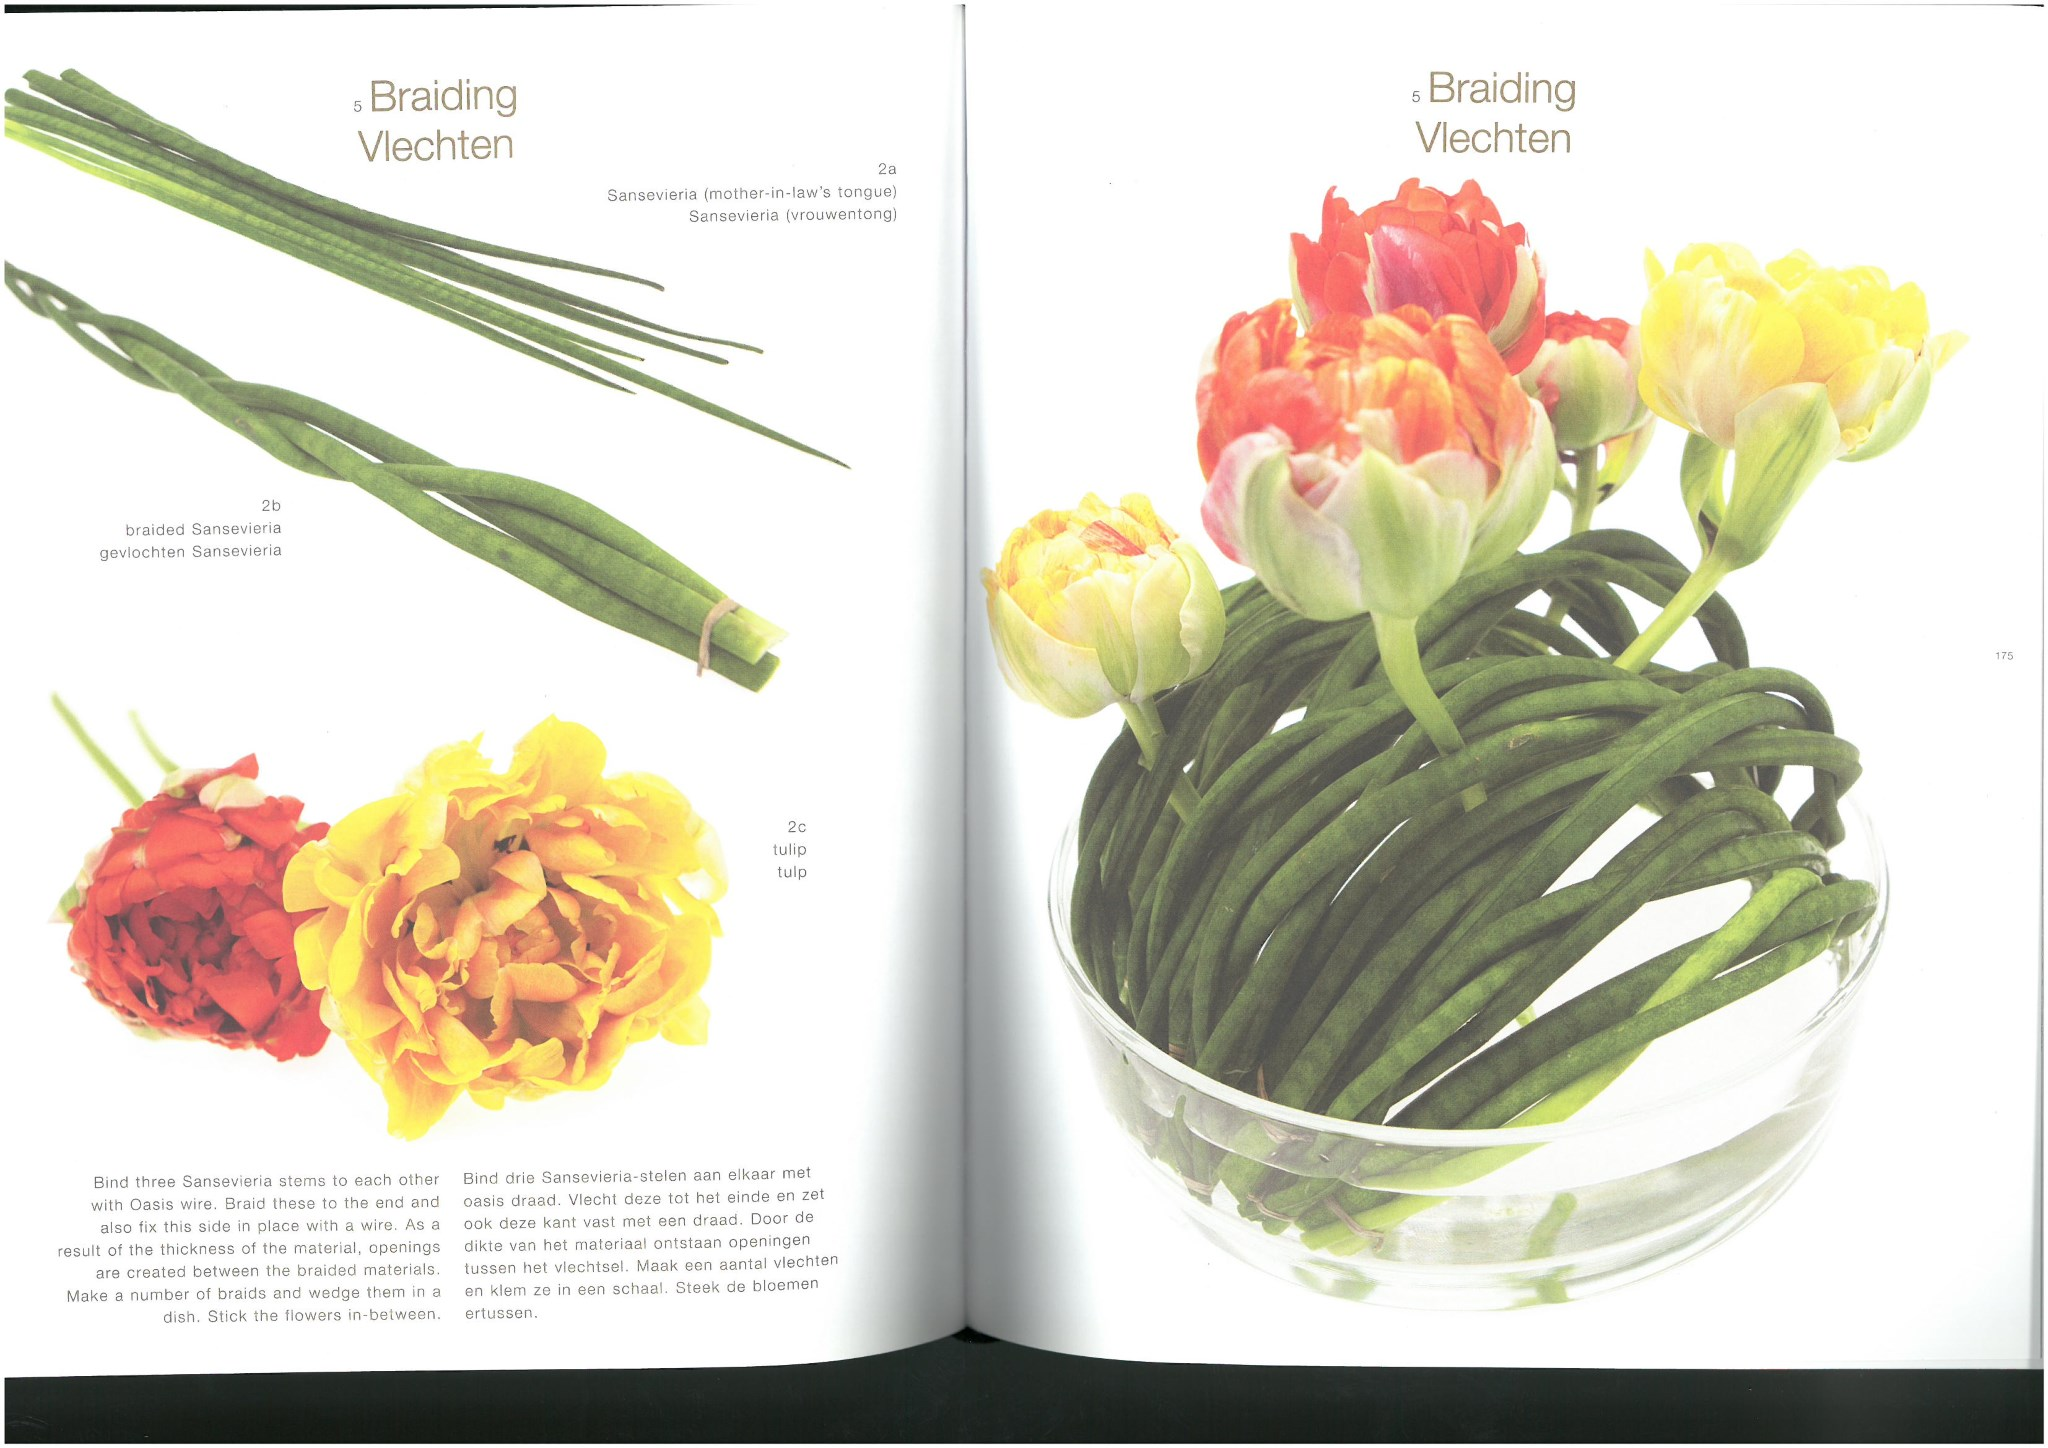 5 Braiding
Vlechten
2a
Sansevieria (mother-in-law's tongue)
Sansevieria (vrouwentong)
2b
braided Sansevieria
gevlochten Sansevieria
2c
tulip
tulp
Bind three Sansevieria stems to each other
with Oasis wire. Braid these to the end and
also fix this side in place with a wire. As a
result of the thickness of the material, openings
are created between the braided materials.
Make a number of braids and wedge them in a
dish. Stick the flowers in-between.
Bind drie Sansevieria-stelen aan elkaar met
oasis draad. Vlecht deze tot het einde en zet
ook deze kant vast met een draad. Door de
dikte van het materiaal ontstaan openingen
tussen het vlechtsel. Maak een aantal vlechten
en klem ze in een schaal. Steek de bloemen
ertussen.
5 Braiding
Vlechten
175